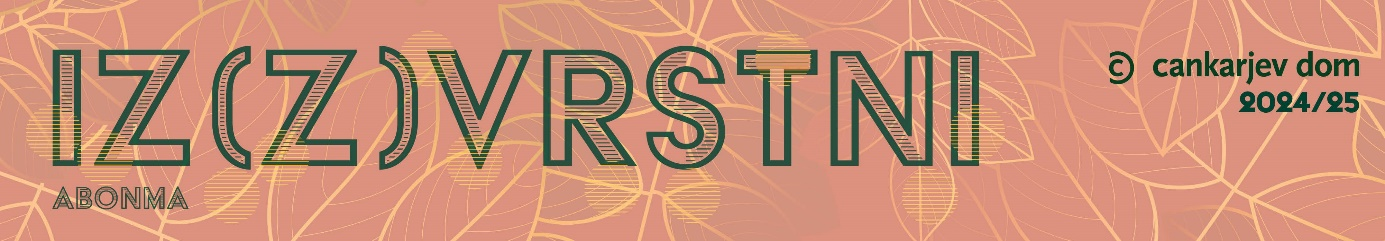 IZ(Z)VRSTNI
ABONMA
© cankarjev dom
2024/25